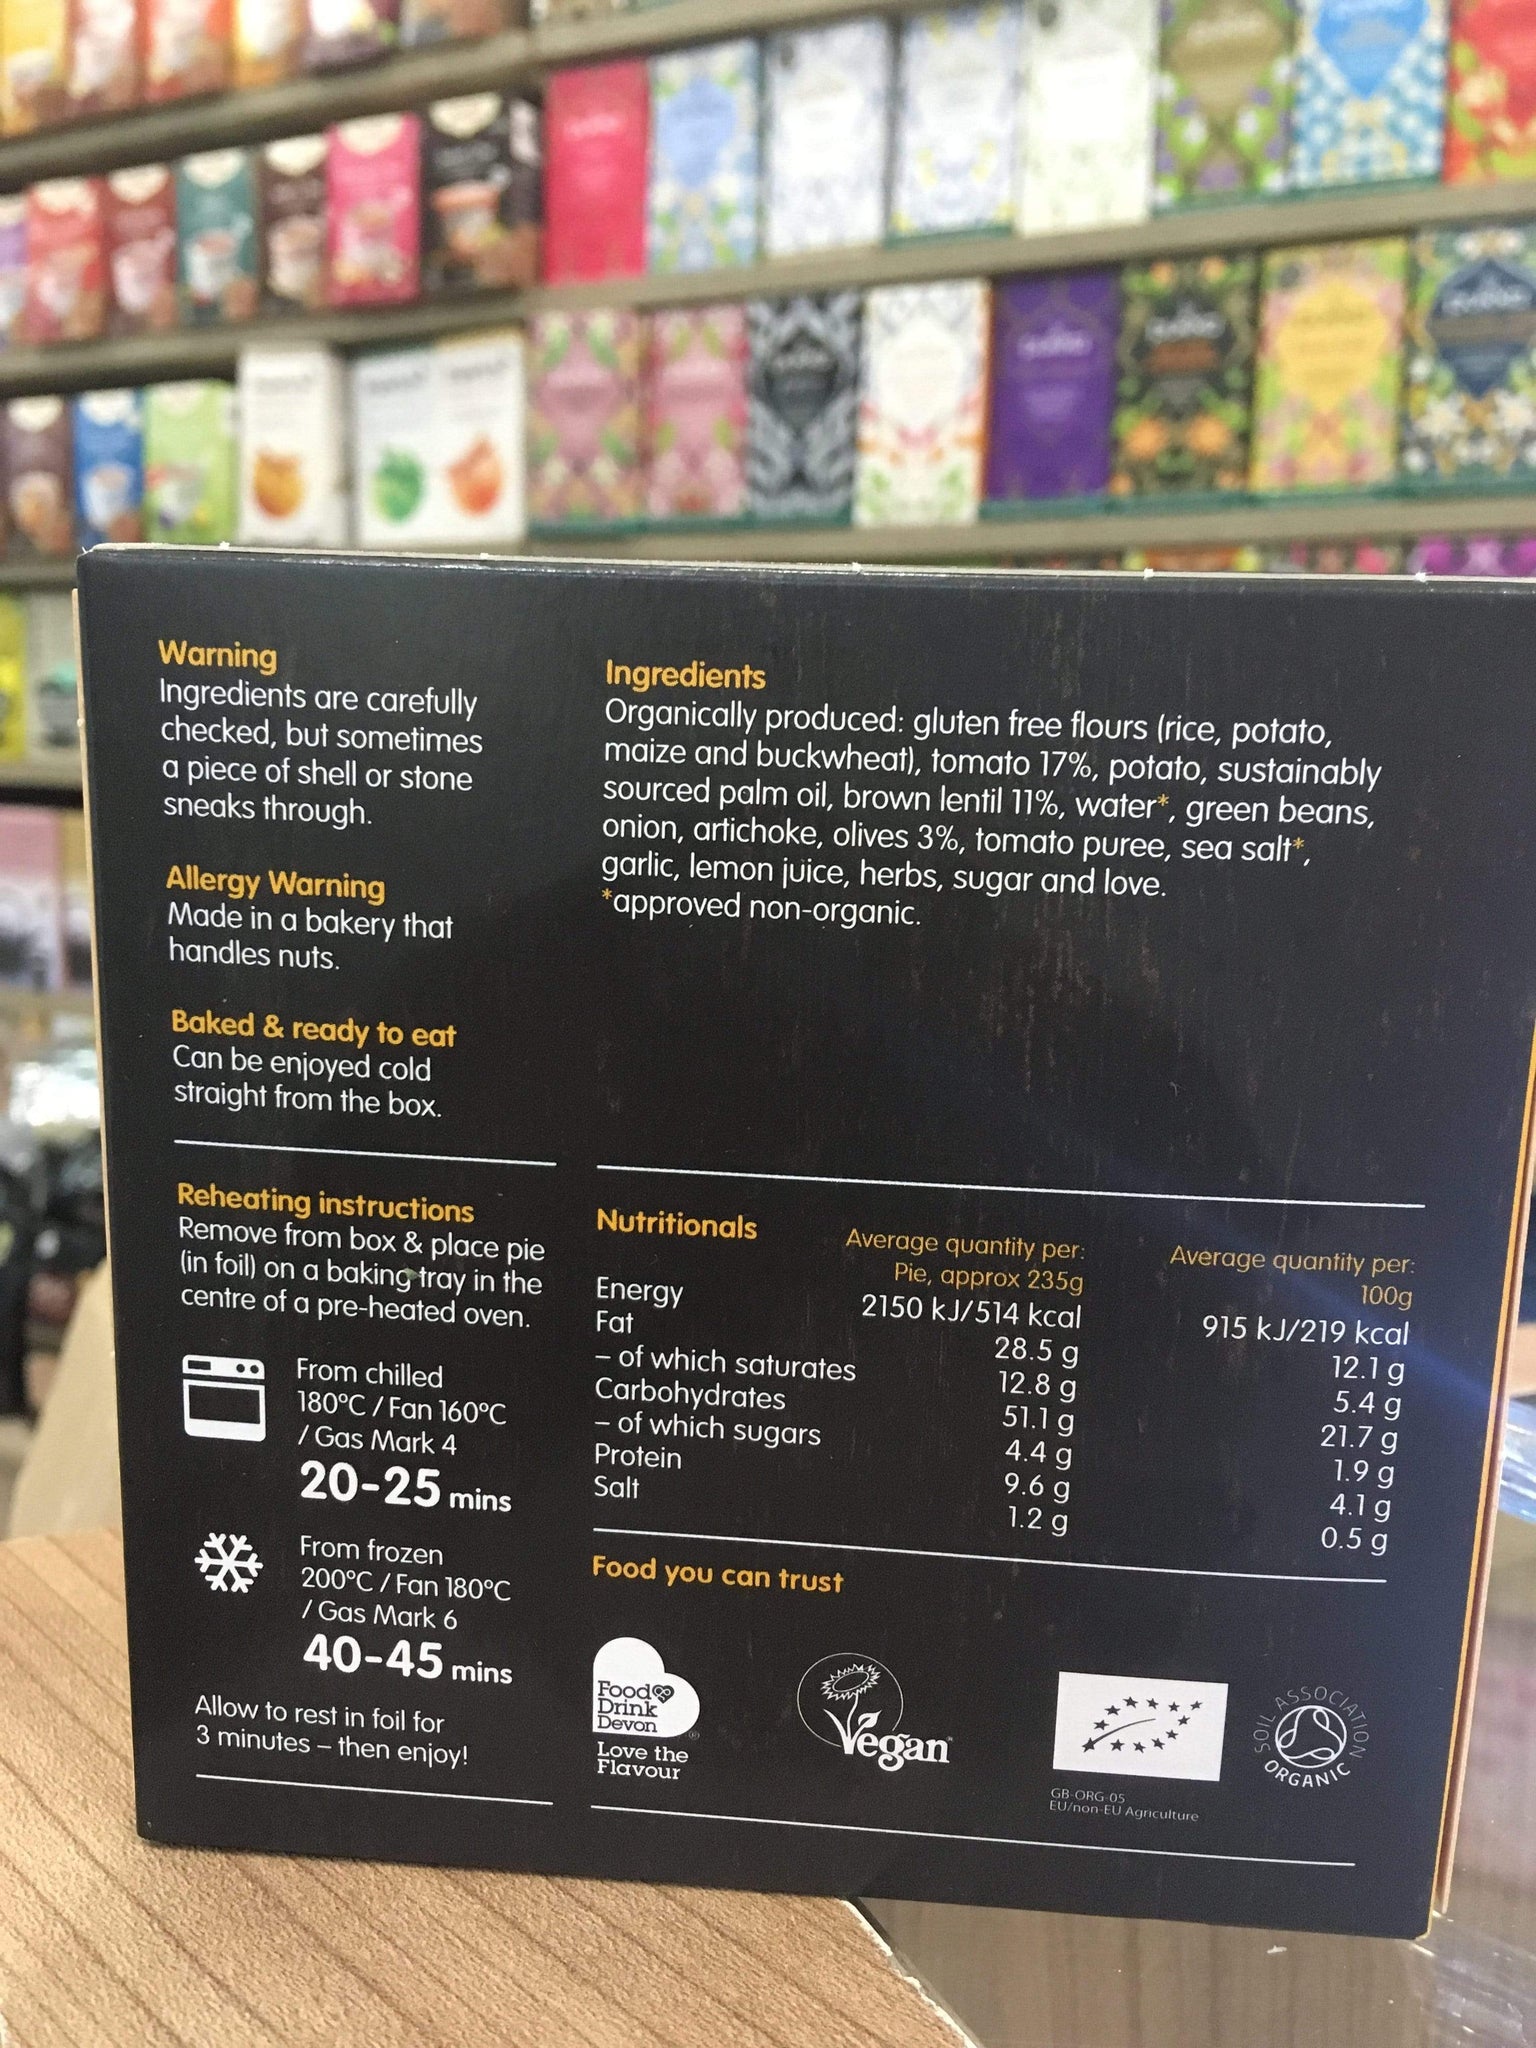 Warning
Ingredients are carefully
checked, but sometimes
a piece of shell or stone
sneaks through.
Allergy Warning
Made in a bakery that
handles nuts.
Baked & ready to eat
Can be enjoyed cold
straight from the box.
Reheating instructions
Remove from box & place pie
(in foil) on a baking tray in the
centre of a pre-heated oven.
From chilled
180°C / Fan 160°C
/ Gas Mark 4
20-25 mins
From frozen
200°C / Fan 180°C
/ Gas Mark 6
40-45 mins
Allow to rest in foil for
3 minutes – then enjoy!
Ingredients
Organically produced: gluten free flours (rice, potato,
maize and buckwheat), tomato 17%, potato, sustainably
sourced palm oil, brown lentil 11%, water*, green beans,
onion, artichoke, olives 3%, tomato puree, sea salt*,
garlic, lemon juice, herbs, sugar and love.
*approved non-organic.
Nutritionals Average quantity per: Average quantity per:
Pie, approx 235g 100g
Energy 2150 kJ/514 kcal 915 kJ/219 kcal
Fat 28.5 g 12.1 g
– of which saturates 12.8 g 5.4 g
Carbohydrates 51.1 g 21.7 g
– of which sugars 4.4 g 1.9 g
Protein 9.6 g 4.1 g
Salt 1.2 g 0.5 g
Food you can trust
Food
Drink
Devon
®
Love the
Flavour
Vegan
GB-ORG-05
EU/non-EU Agriculture
SOIL ASSOCIATION
ORGANIC